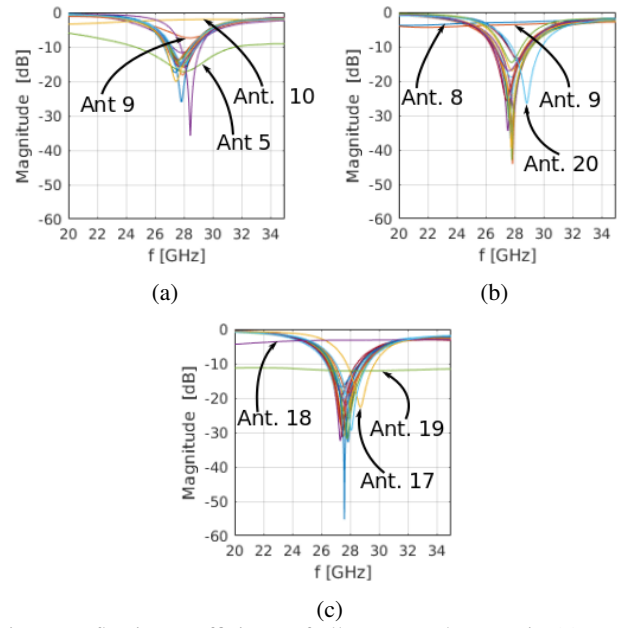 0
-10
-20
-30
-40
-50
-60
Magnitude [dB]
Ant 9
Ant. 10
Ant 5
20 22 24 26 28 30 32 34
f [GHz]
(a)
0
-10
-20
-30
-40
-50
-60
Magnitude [dB]
Ant. 8
Ant. 9
Ant. 20
20 22 24 26 28 30 32 34
f [GHz]
(b)
0
-10
-20
-30
-40
-50
-60
Magnitude [dB]
Ant. 18
Ant. 19
Ant. 17
20 22 24 26 28 30 32 34
f [GHz]
(c)